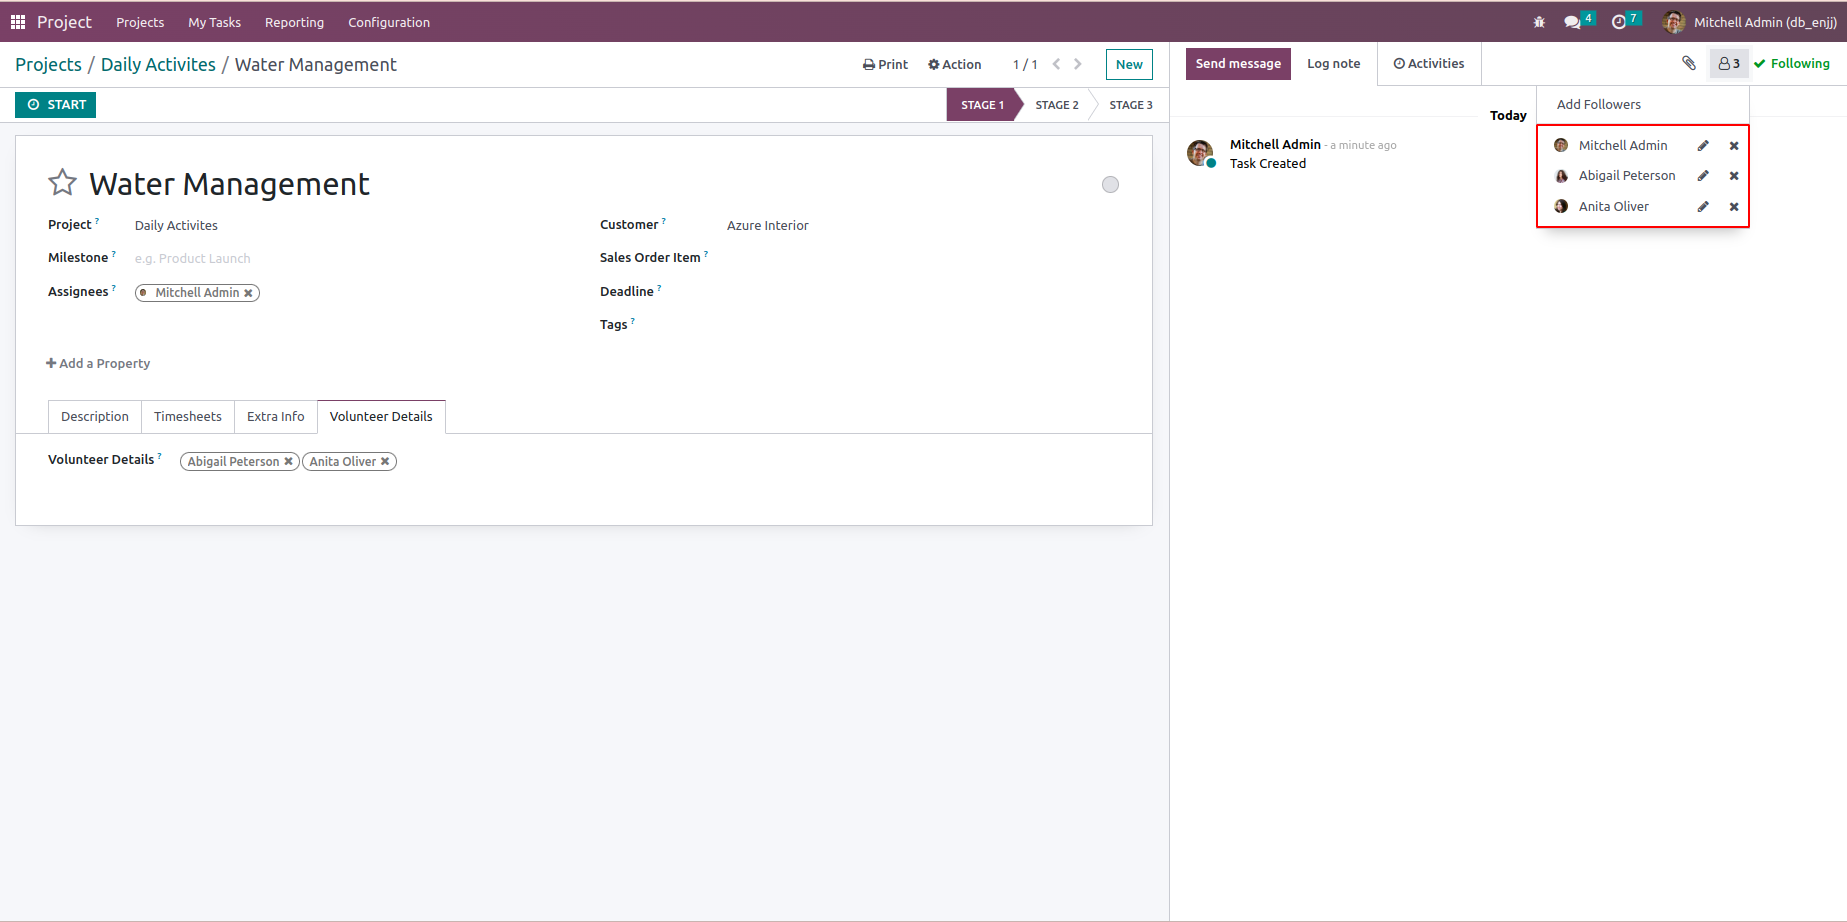 Project Projects My Tasks Reporting Configuration 4 7 Mitchell Admin (db_enjj)
Projects / Daily Activites / Water Management Print Action 1 / 1 New
Send message Log note Activities 3 Following
START STAGE 1 STAGE 2 STAGE 3
Add Followers
Today
Mitchell Admin - a minute ago
Task Created
Mitchell Admin
Abigail Peterson
Anita Oliver
Water Management
Project ? Daily Activites Customer ? Azure Interior
Milestone ? e.g. Product Launch Sales Order Item ?
Assignees ? Mitchell Admin Deadline ?
Tags ?
Add a Property
Description Timesheets Extra Info Volunteer Details
Volunteer Details ? Abigail Peterson Anita Oliver